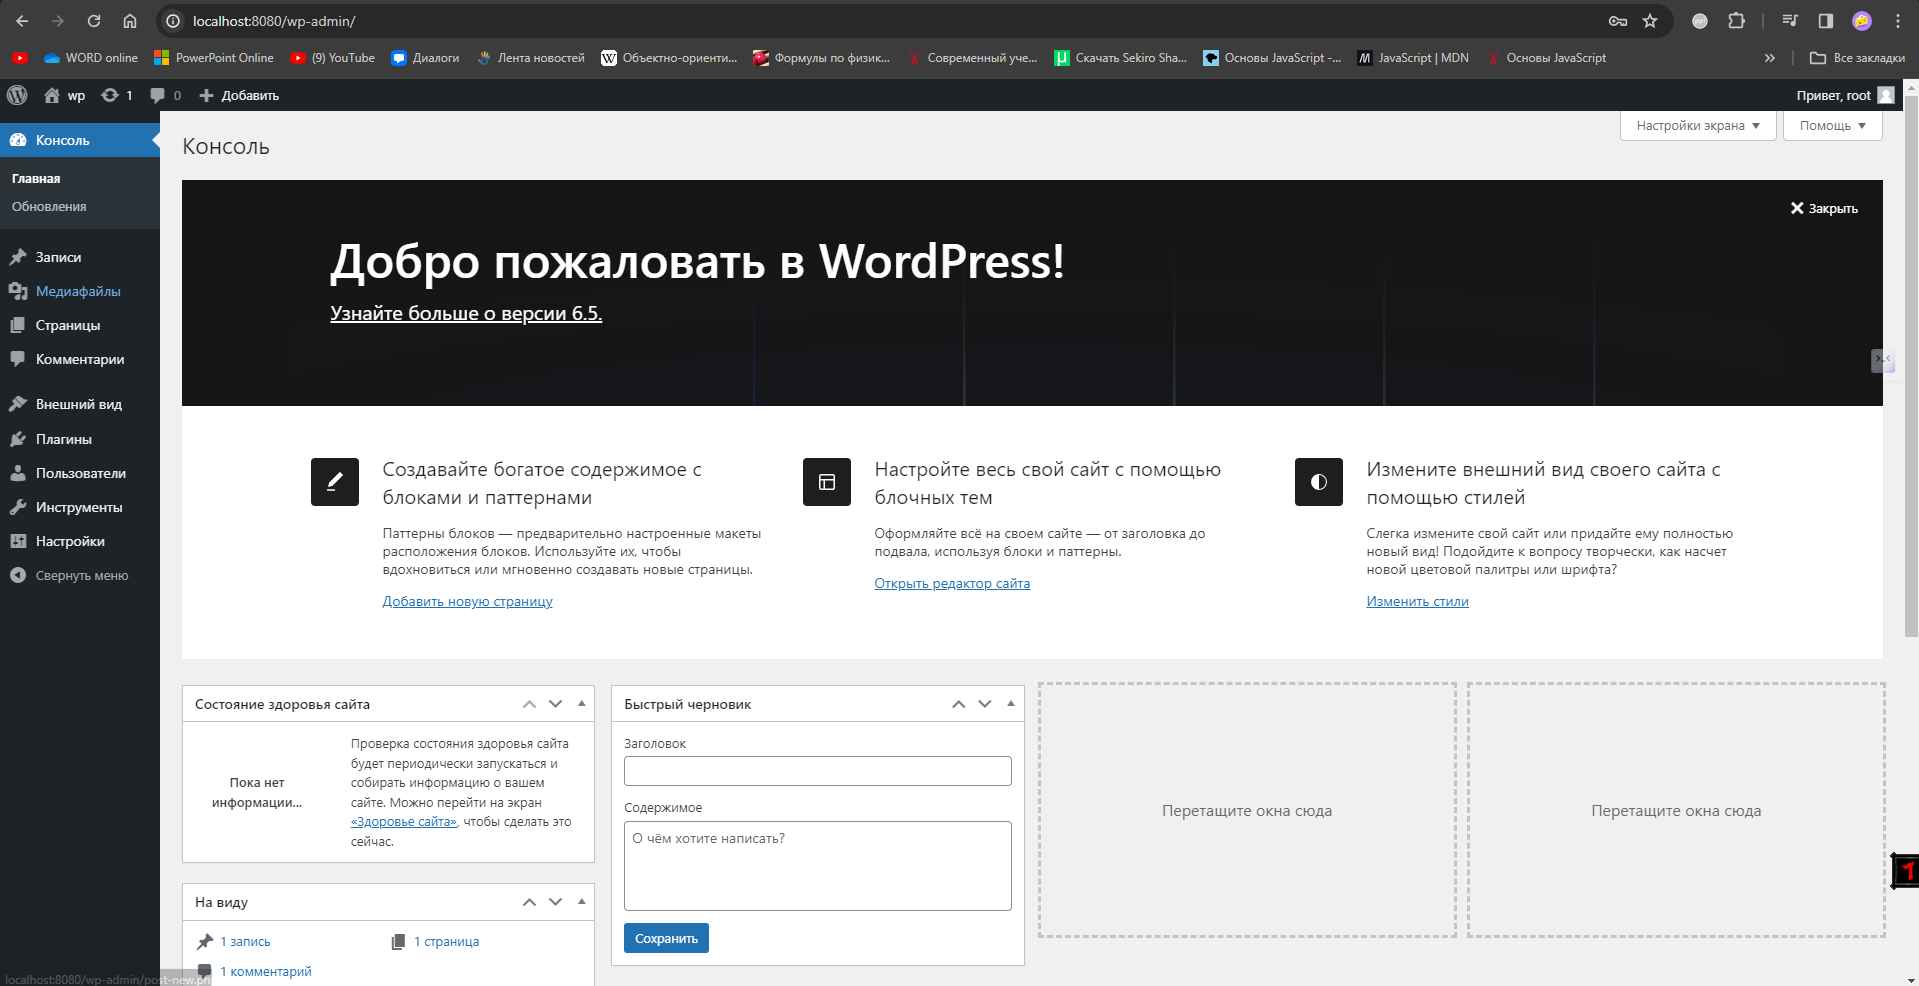 localhost:8080/wp-admin/
WORD online
PowerPoint Online
(9) YouTube
Диалоги
Лента новостей
Объектно-ориенти...
Формулы по физик...
Современный уче...
Скачать Sekiro Sha...
Основы JavaScript -...
JavaScript | MDN
Основы JavaScript
Все закладки
wp
1
0
Добавить
Привет, root
Консоль
Главная
Обновления
Записи
Медиафайлы
Страницы
Комментарии
Внешний вид
Плагины
Пользователи
Инструменты
Настройки
Свернуть меню
Настройки экрана
Помощь
Консоль
Закрыть
Добро пожаловать в WordPress!
Узнайте больше о версии 6.5.
Создавайте богатое содержимое с
блоками и паттернами
Паттерны блоков — предварительно настроенные макеты
расположения блоков. Используйте их, чтобы
вдохновиться или мгновенно создавать новые страницы.
Добавить новую страницу
Настройте весь свой сайт с помощью
блочных тем
Оформляйте всё на своем сайте — от заголовка до
подвала, используя блоки и паттерны.
Открыть редактор сайта
Измените внешний вид своего сайта с
помощью стилей
Слегка измените свой сайт или придайте ему полностью
новый вид! Подойдите к вопросу творчески, как насчет
новой цветовой палитры или шрифта?
Изменить стили
Состояние здоровья сайта
Пока нет
информации...
Проверка состояния здоровья сайта
будет периодически запускаться и
собирать информацию о вашем
сайте. Можно перейти на экран
«Здоровье сайта», чтобы сделать это
сейчас.
На виду
1 запись
1 страница
1 комментарий
Быстрый черновик
Заголовок
Содержимое
О чём хотите написать?
Сохранить
Перетащите окна сюда
Перетащите окна сюда
localhost:8080/wp-admin/post-new.ph